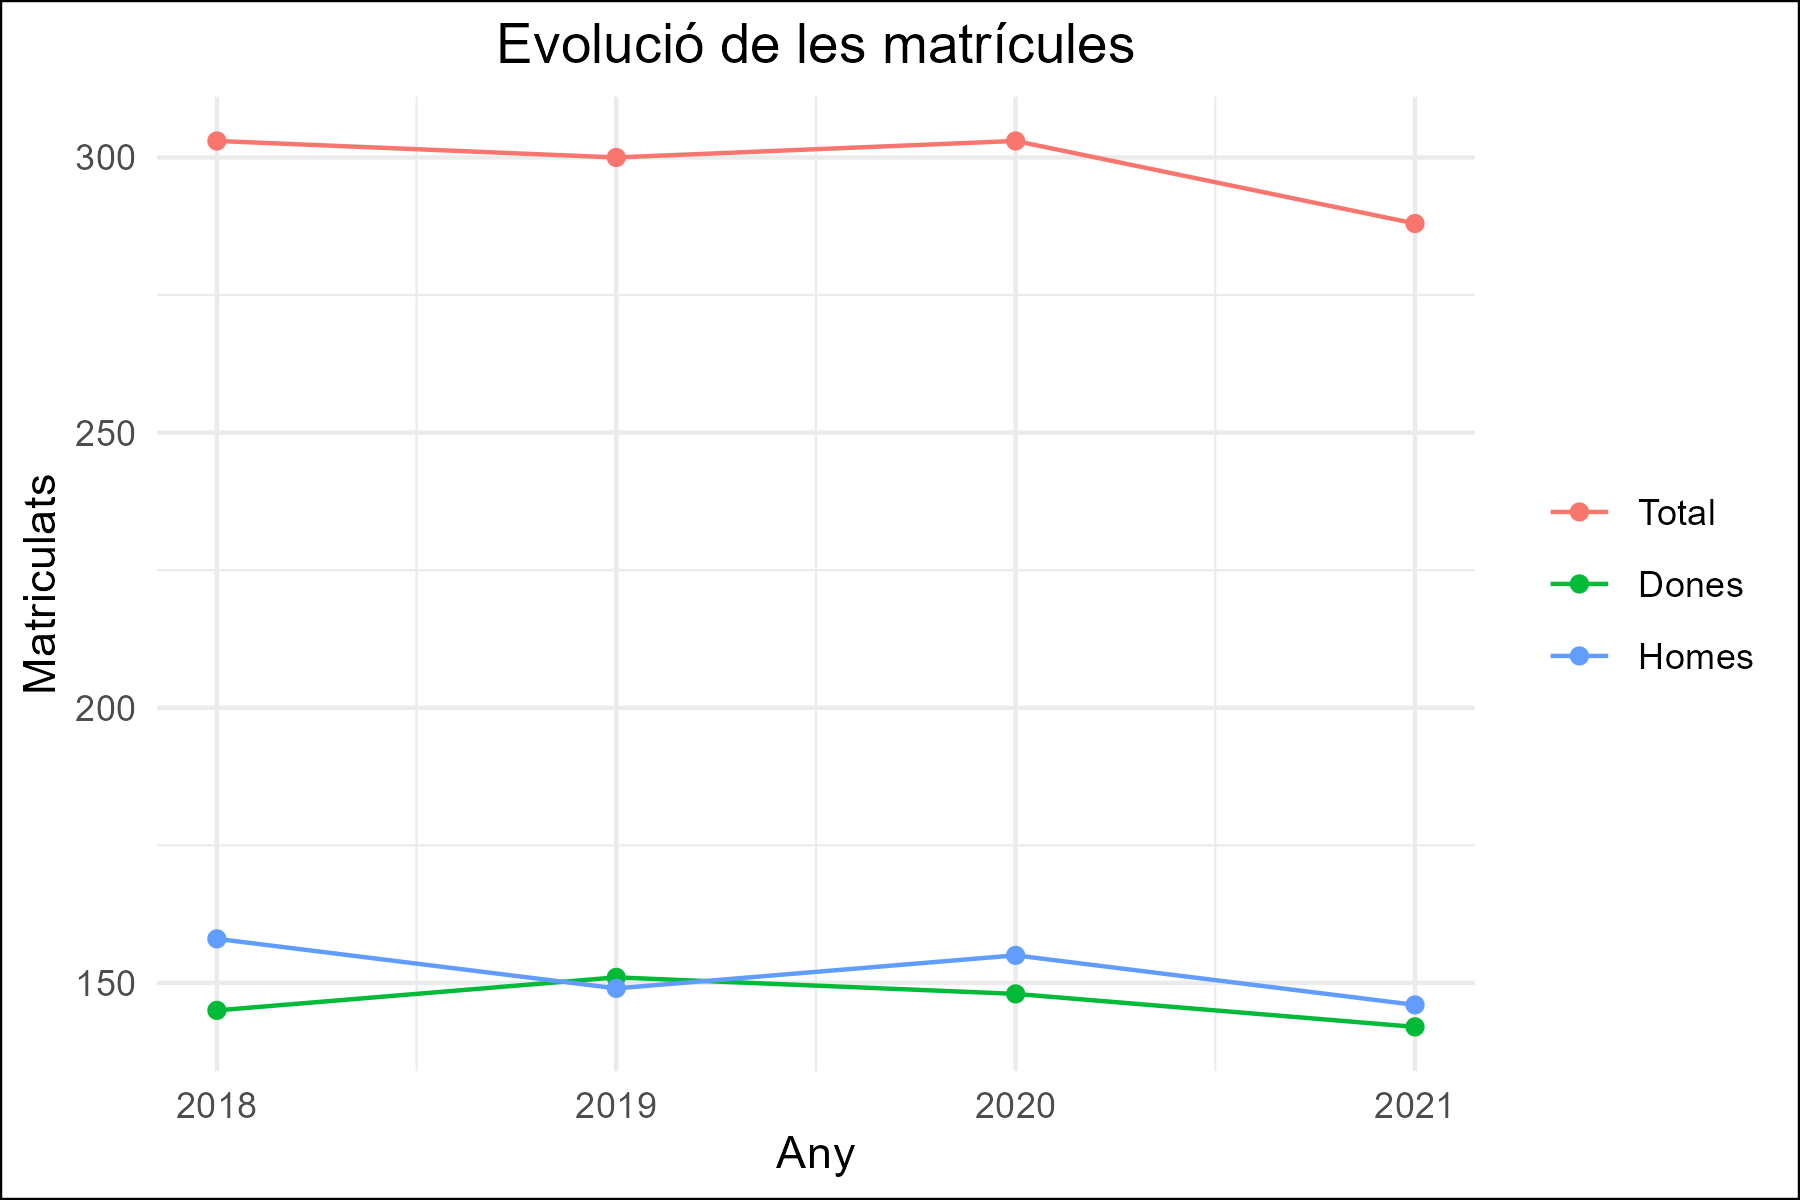 Evolució de les matrícules
Matriculats
300
250
200
150
2018
2019
2020
2021
Any
Total
Dones
Homes